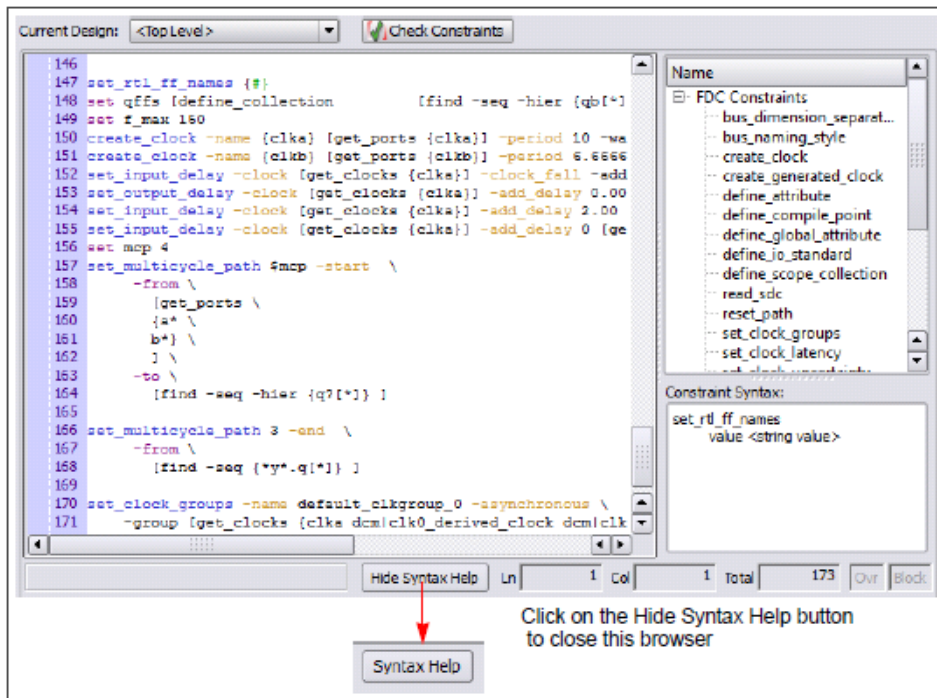 Current Design: <Top Level> Check Constraints
146
147 set_rtl_ff_names {#}
148 set qffs [define_collection [find -seq -hier {qb[*]
149 set f_max 150
150 create_clock -name {clka} [get_ports {clka}] -period 10 -wa
151 create_clock -name {clkb} [get_ports {clkb}] -period 6.6666
152 set_input_delay -clock [get_clocks {clka}] -clock_fall -add
153 set_output_delay -clock [get_clocks {clka}] -add_delay 0.00
154 set_input_delay -clock [get_clocks {clka}] -add_delay 2.00
155 set_input_delay -clock [get_clocks {clka}] -add_delay 0 [ge
156 set mcp 4
157 set_multicycle_path $mcp -start \
158 -from \
159 [get_ports \
160 {a* \
161 b*} \
162 ] \
163 -to \
164 [find -seq -hier {q?[*]} ]
165
166 set_multicycle_path 3 -end \
167 -from \
168 [find -seq {*y*.q[*]} ]
169
170 set_clock_groups -name default_clkgroup_0 -asynchronous \
171 -group [get_clocks {clka dcm|clk0_derived_clock dcm|clk
Name
FDC Constraints
bus_dimension_separat...
bus_naming_style
create_clock
create_generated_clock
define_attribute
define_compile_point
define_global_attribute
define_io_standard
define_scope_collection
read_sdc
reset_path
set_clock_groups
set_clock_latency
set_clock_uncertainty
Constraint Syntax:
set_rtl_ff_names
value <string value>
Hide Syntax Help Ln 1 Col 1 Total 173 Ovr Block
Click on the Hide Syntax Help button
to close this browser
Syntax Help